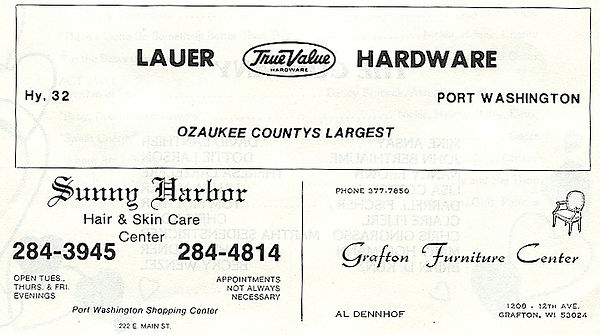 LAUER True Value HARDWARE HARDWARE
Hy. 32
PORT WASHINGTON
OZAUKEE COUNTYS LARGEST
Sunny Harbor
Hair & Skin Care
Center
284-3945 284-4814
OPEN TUES.,
THURS. & FRI.
EVENINGS
APPOINTMENTS
NOT ALWAYS
NECESSARY
Port Washington Shopping Center
222 E. MAIN ST.
PHONE 377-7650
Grafton Furniture Center
AL DENNHOF
1200 - 12TH AVE.
GRAFTON, WI 53024